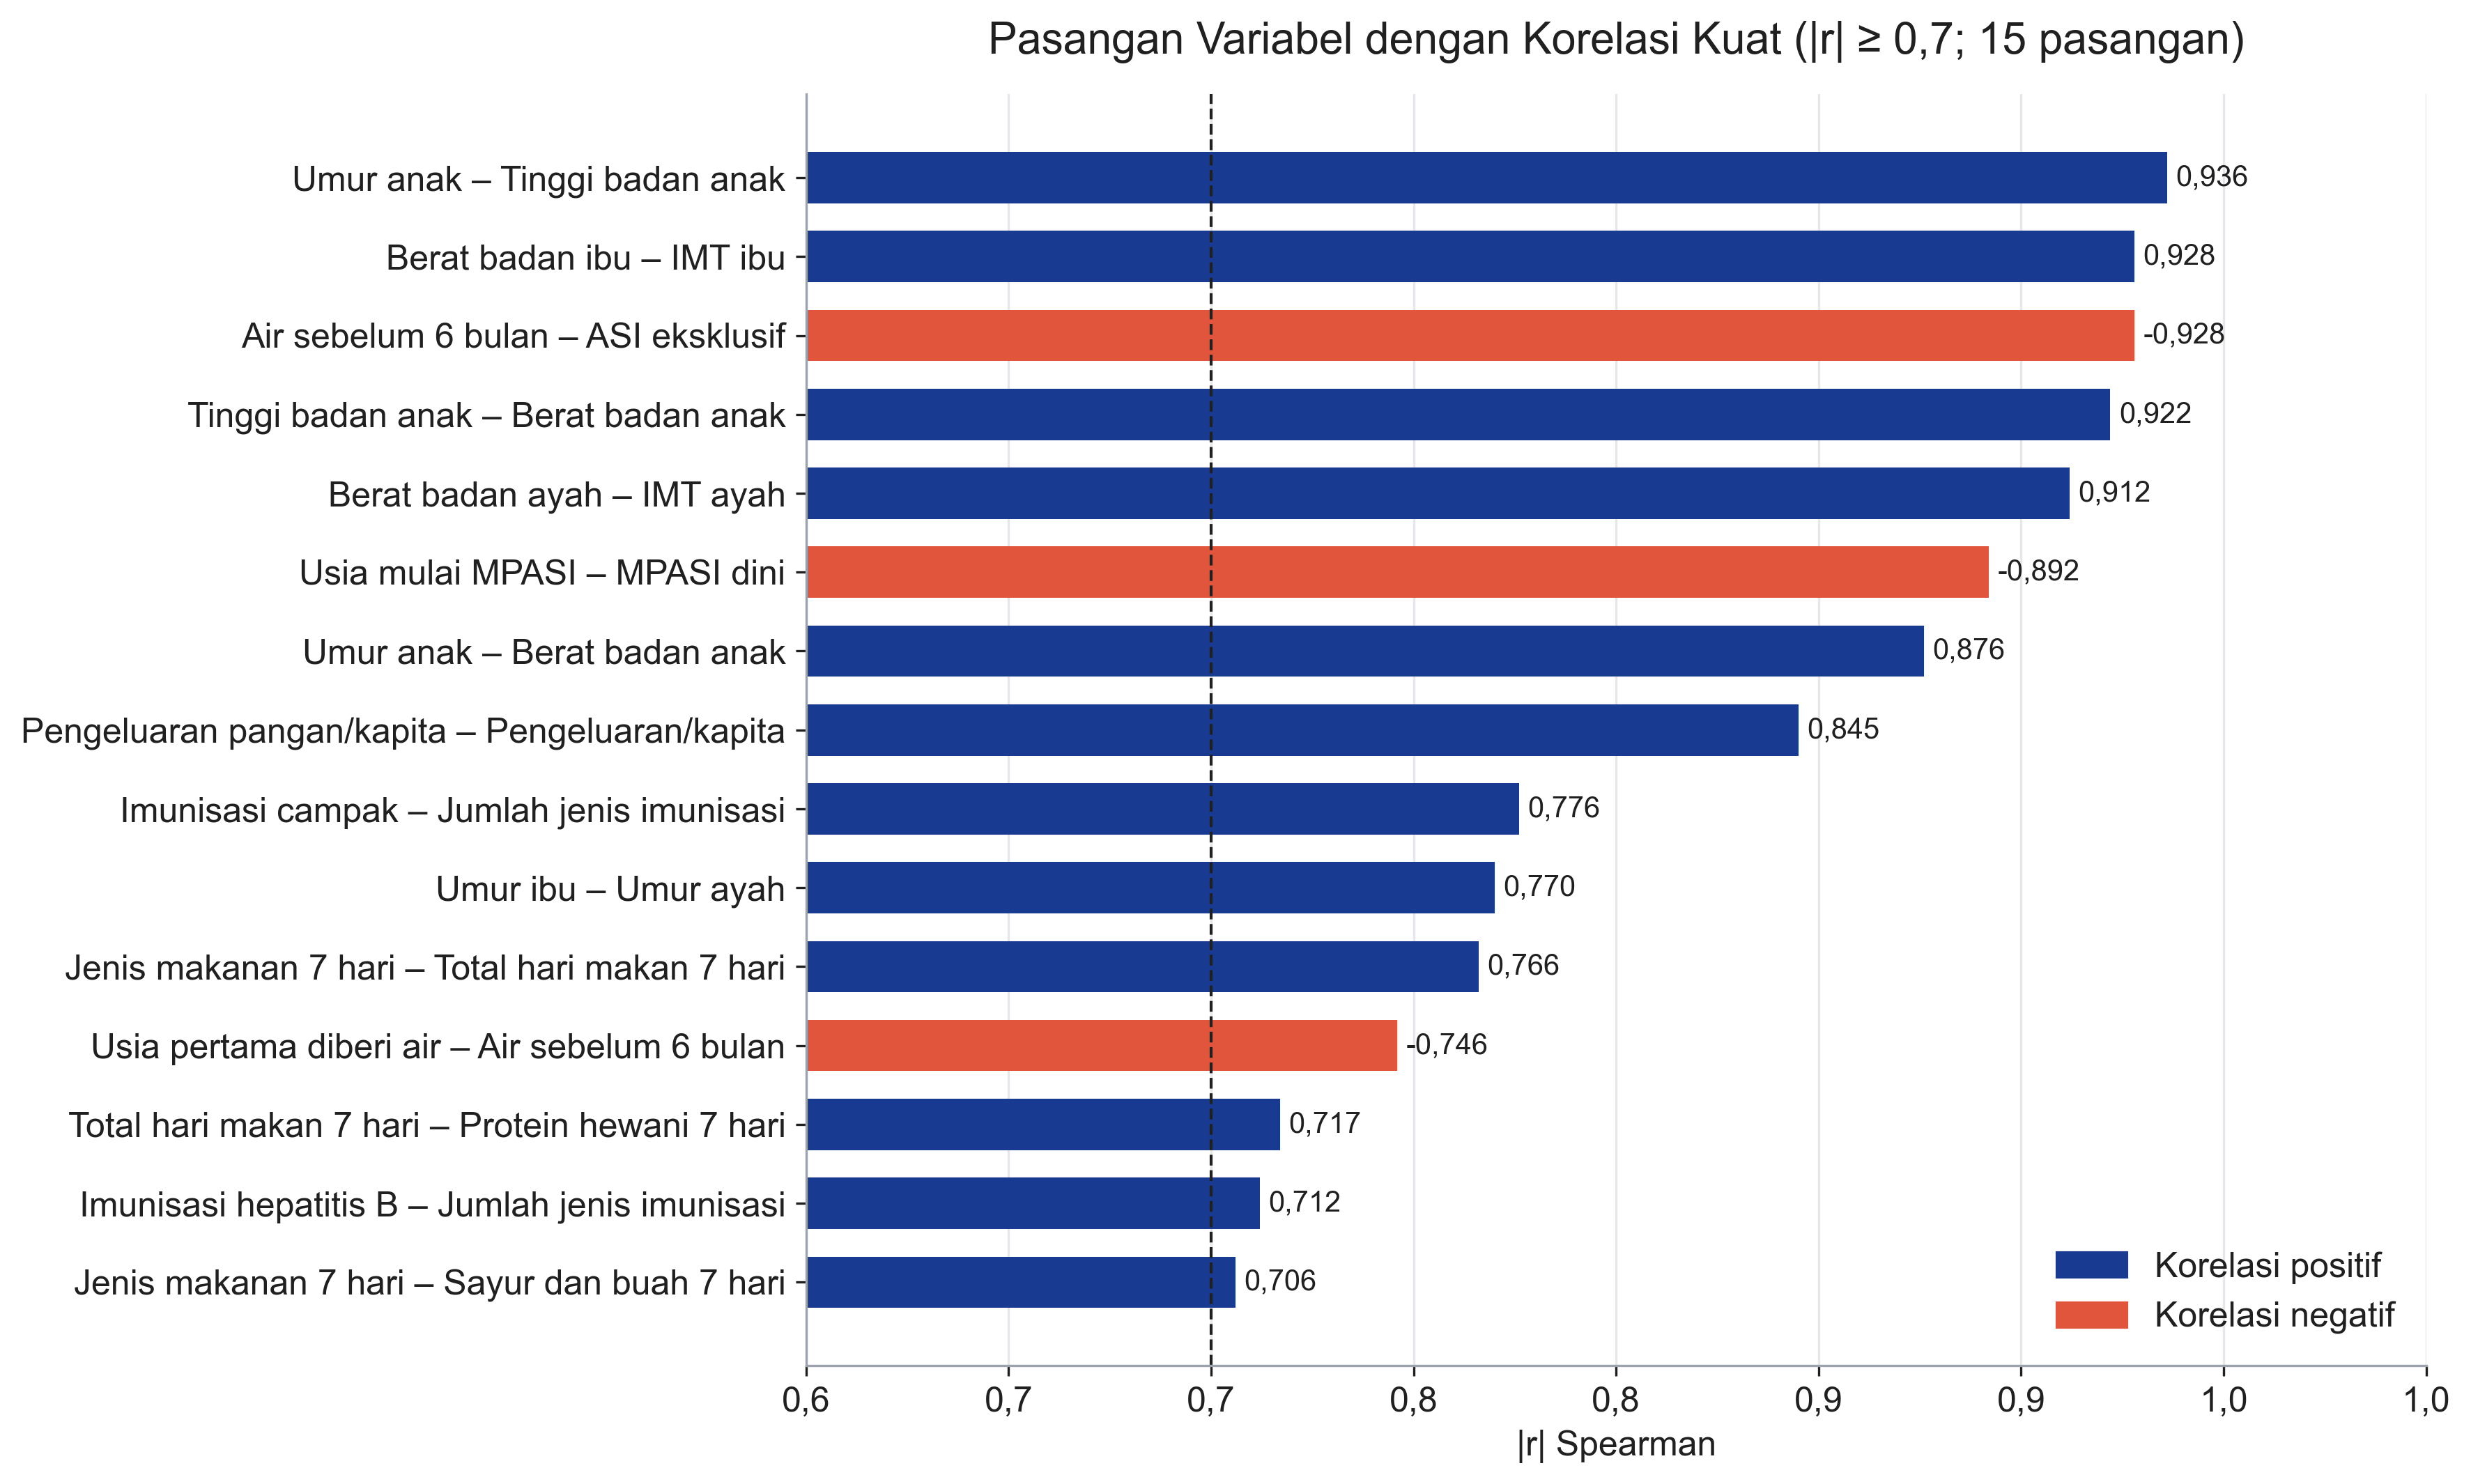 Pasangan Variabel dengan Korelasi Kuat (|r| ≥ 0,7; 15 pasangan)
Umur anak – Tinggi badan anak 0,936
Berat badan ibu – IMT ibu 0,928
Air sebelum 6 bulan – ASI eksklusif -0,928
Tinggi badan anak – Berat badan anak 0,922
Berat badan ayah – IMT ayah 0,912
Usia mulai MPASI – MPASI dini -0,892
Umur anak – Berat badan anak 0,876
Pengeluaran pangan/kapita – Pengeluaran/kapita 0,845
Imunisasi campak – Jumlah jenis imunisasi 0,776
Umur ibu – Umur ayah 0,770
Jenis makanan 7 hari – Total hari makan 7 hari 0,766
Usia pertama diberi air – Air sebelum 6 bulan -0,746
Total hari makan 7 hari – Protein hewani 7 hari 0,717
Imunisasi hepatitis B – Jumlah jenis imunisasi 0,712
Jenis makanan 7 hari – Sayur dan buah 7 hari 0,706
Korelasi positif
Korelasi negatif
0,6 0,7 0,7 0,8 0,8 0,9 0,9 1,0 1,0
|r| Spearman